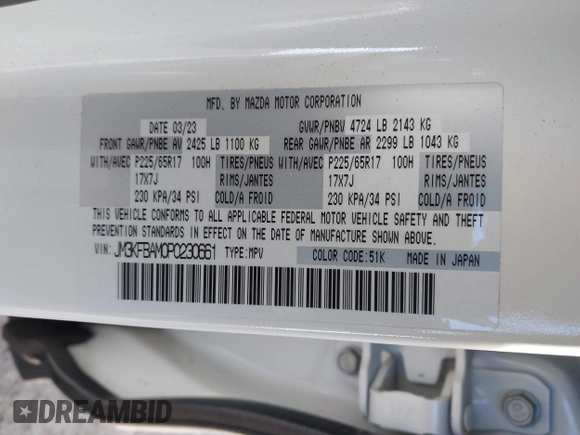 MFD. BY MAZDA MOTOR CORPORATION
DATE 03/23 GVWR/PNBV 4724 LB 2143 KG
FRONT GAWR/PNBE AV 2425 LB 1100 KG REAR GAWR/PNBE AR 2299 LB 1043 KG
WITH/AVEC P225/65R17 100H TIRES/PNEUS WITH/AVEC P225/65R17 100H TIRES/PNEUS
17X7J RIMS/JANTES 17X7J RIMS/JANTES
230 KPA/34 PSI COLD/A FROID 230 KPA/34 PSI COLD/A FROID
THIS VEHICLE CONFORMS TO ALL APPLICABLE FEDERAL MOTOR VEHICLE SAFETY AND THEFT
PREVENTION STANDARDS IN EFFECT ON THE DATE OF MANUFACTURE SHOWN ABOVE.
VIN: JM3KFBAM0P0230661 TYPE: MPV COLOR CODE: 51K MADE IN JAPAN
DREAMBID